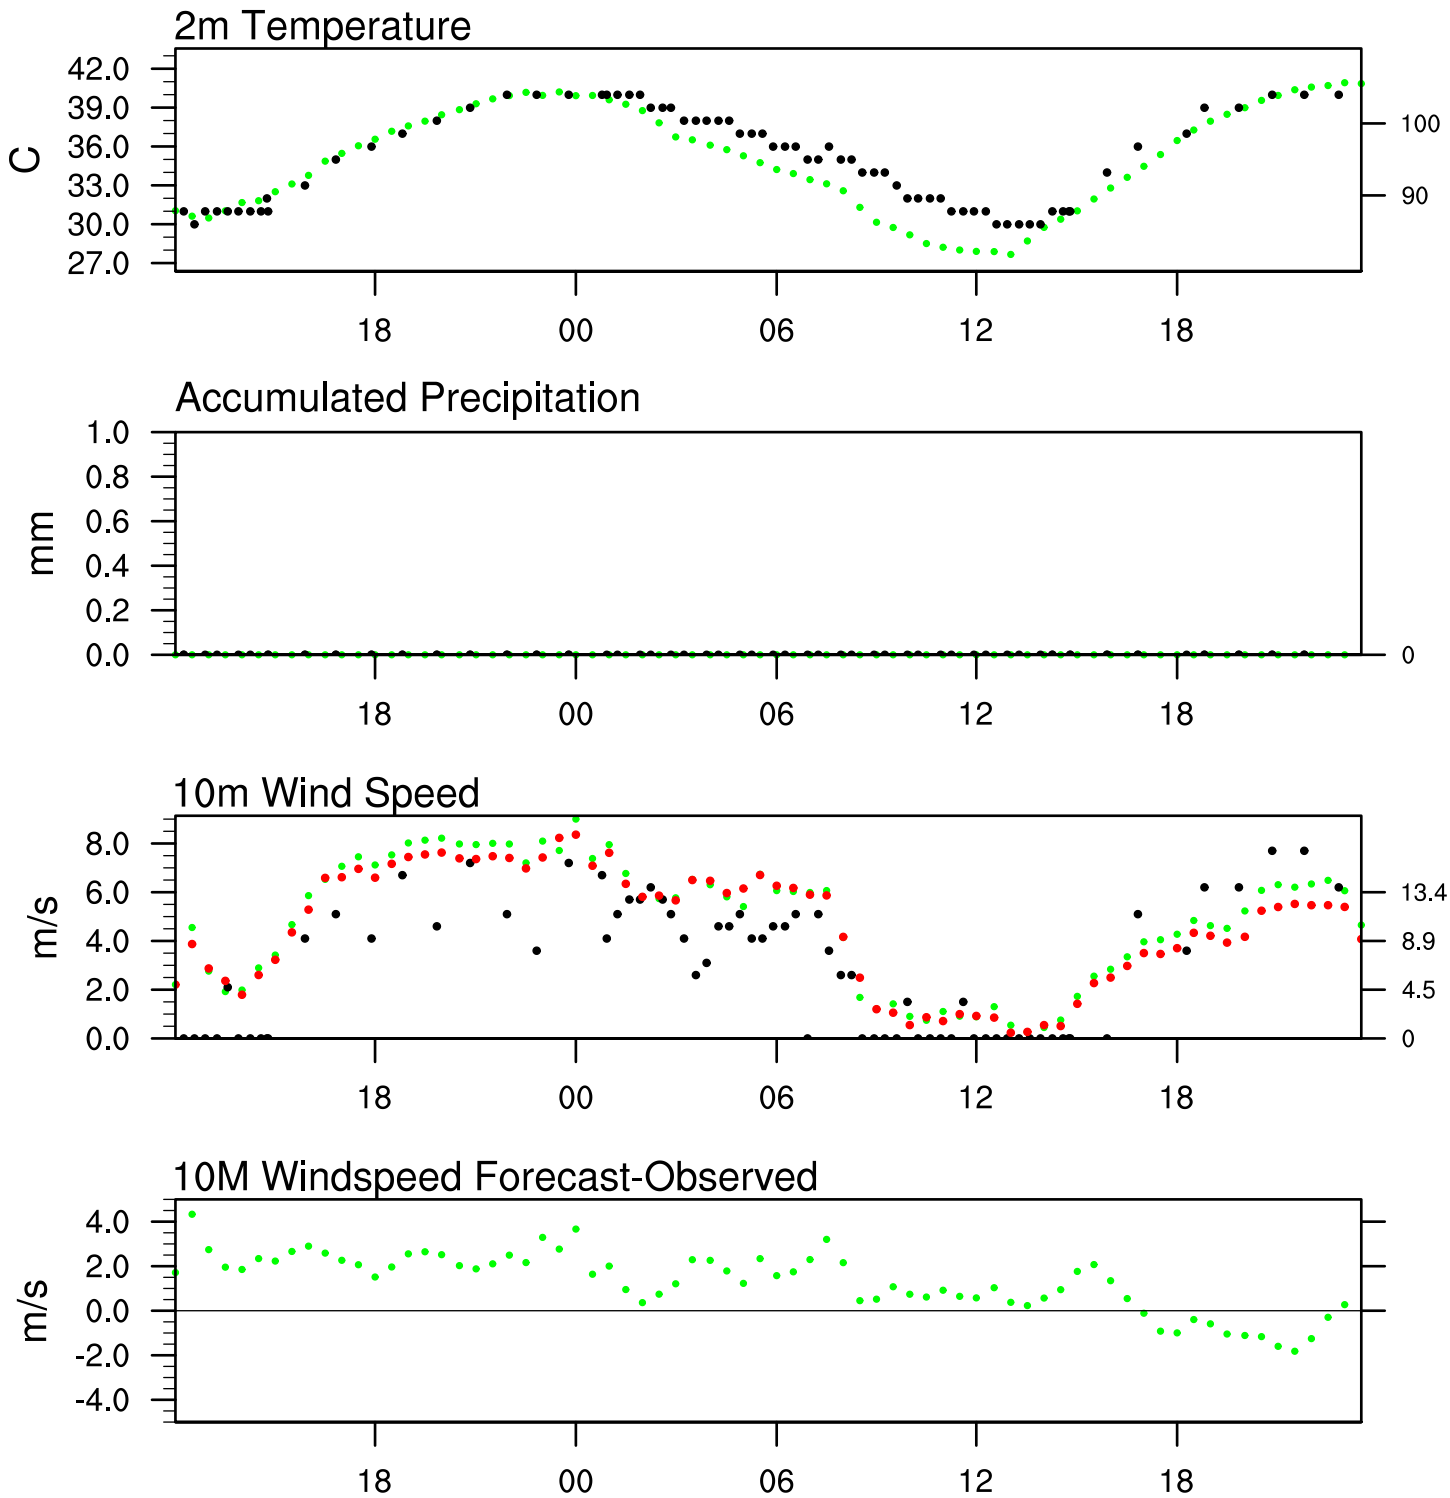 2m Temperature
42.0
39.0
36.0
33.0
30.0
27.0
C
100
90
18 00 06 12 18
Accumulated Precipitation
1.0
0.8
0.6
0.4
0.2
0.0
mm
0
18 00 06 12 18
10m Wind Speed
8.0
6.0
4.0
2.0
0.0
m/s
13.4
8.9
4.5
0
18 00 06 12 18
10M Windspeed Forecast-Observed
4.0
2.0
0.0
-2.0
-4.0
m/s
18 00 06 12 18